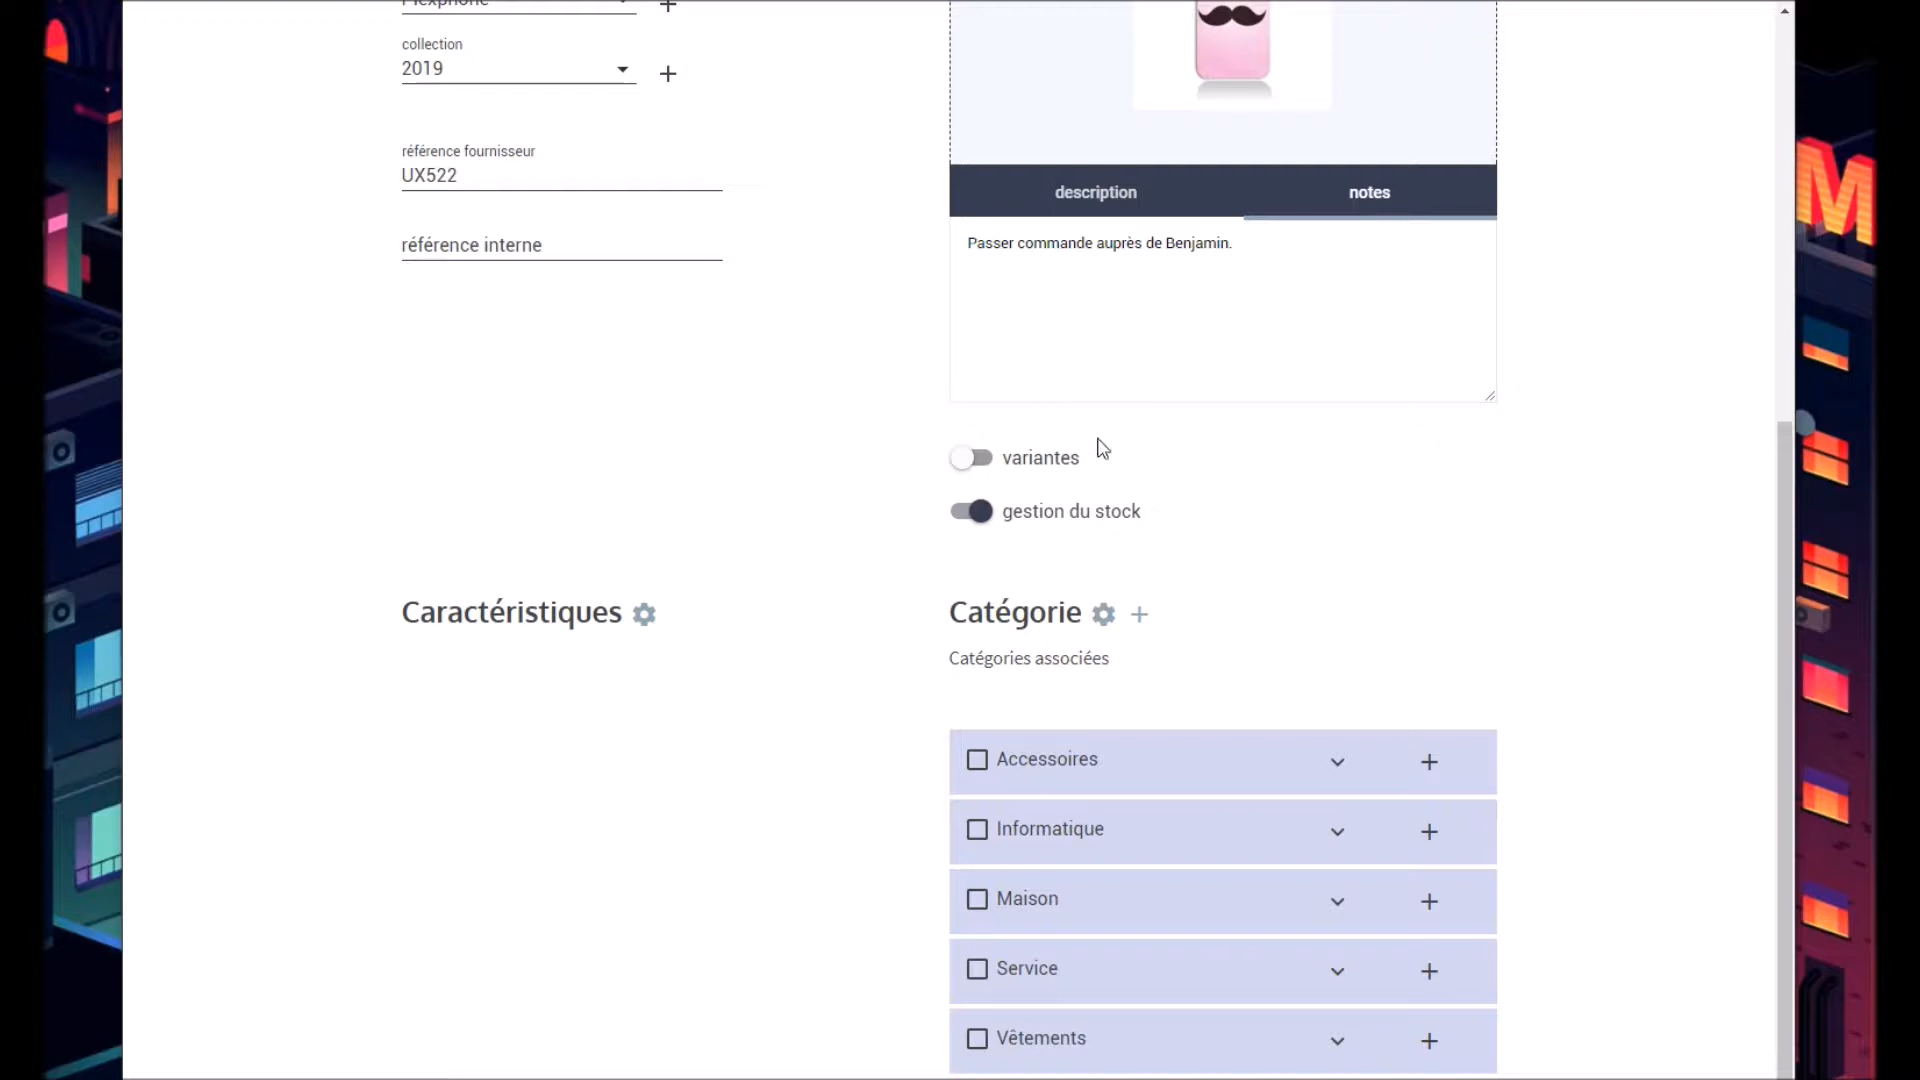 collection
2019
référence fournisseur
UX522
référence interne
description
notes
Passer commande auprès de Benjamin.
variantes
gestion du stock
Caractéristiques
Catégorie
Catégories associées
Accessoires
Informatique
Maison
Service
Vêtements
M